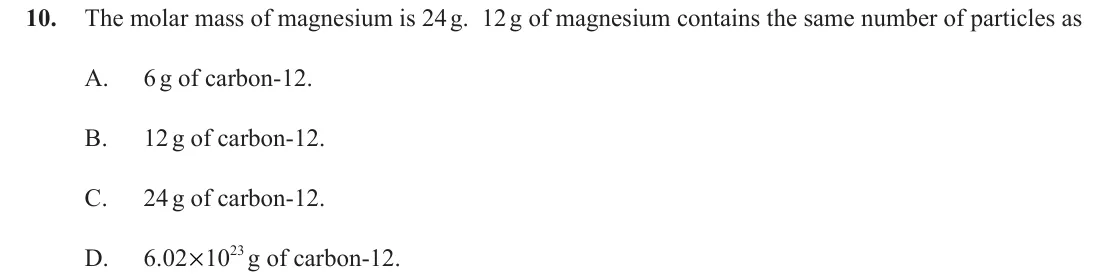 10. The molar mass of magnesium is 24 g. 12 g of magnesium contains the same number of particles as
A. 6 g of carbon-12.
B. 12 g of carbon-12.
C. 24 g of carbon-12.
D. 6.02×10²³ g of carbon-12.